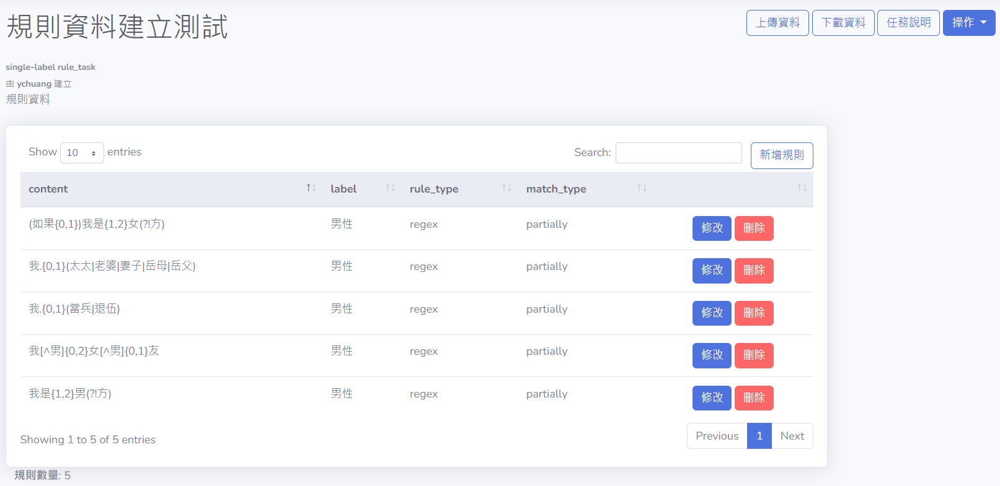 規則資料建立測試
上傳資料 下載資料 任務說明 操作
single-label rule_task
由 ychuang 建立
規則資料
Show 10 entries Search: 新增規則
content label rule_type match_type
(如果{0,1})我是{1,2}女(?!方) 男性 regex partially 修改 刪除
我.{0,1}(太太|老婆|妻子|岳母|岳父) 男性 regex partially 修改 刪除
我.{0,1}(當兵|退伍) 男性 regex partially 修改 刪除
我[^男]{0,2}女[^男]{0,1}友 男性 regex partially 修改 刪除
我是{1,2}男(?!方) 男性 regex partially 修改 刪除
Showing 1 to 5 of 5 entries Previous 1 Next
規則數量: 5